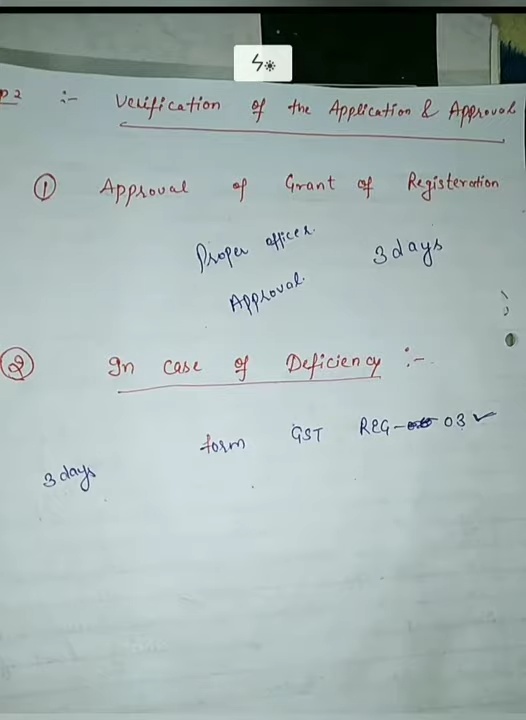 p2 :- Verification of the Application & Approval
① Approval of Grant of Registeration
Proper officer.
3 days
Approval.
② In case of Deficiency :-
form GST REG- 03 ✓
3 days